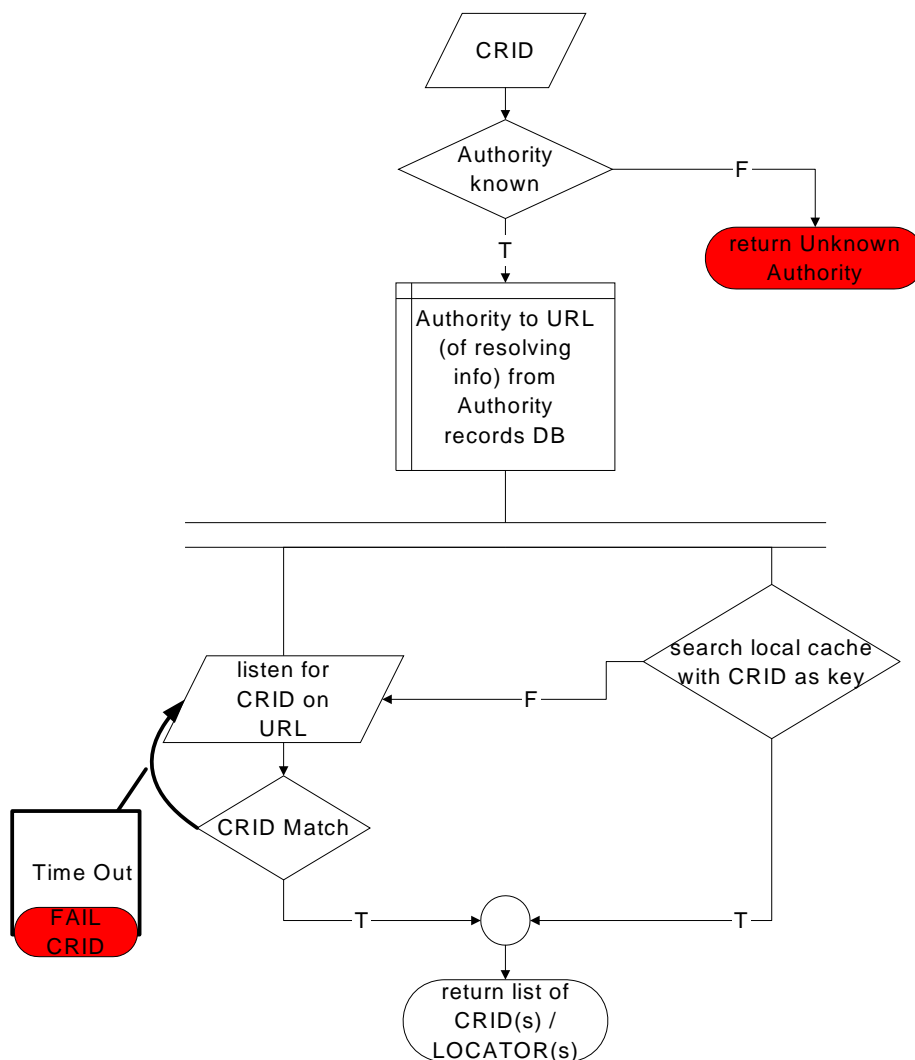 CRID
Authority
known
F
return Unknown
Authority
T
Authority to URL
(of resolving
info) from
Authority
records DB
search local cache
with CRID as key
listen for
CRID on
URL
F
CRID Match
Time Out
FAIL
CRID
T
T
return list of
CRID(s) /
LOCATOR(s)